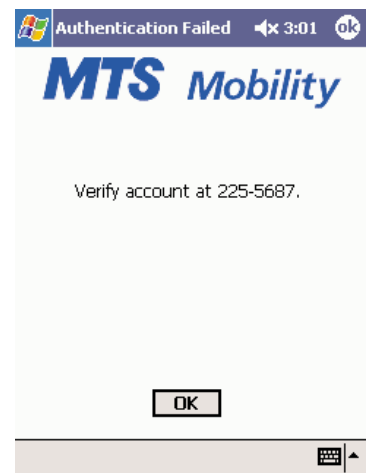 Authentication Failed 3:01 ok
MTS Mobility
Verify account at 225-5687.
OK